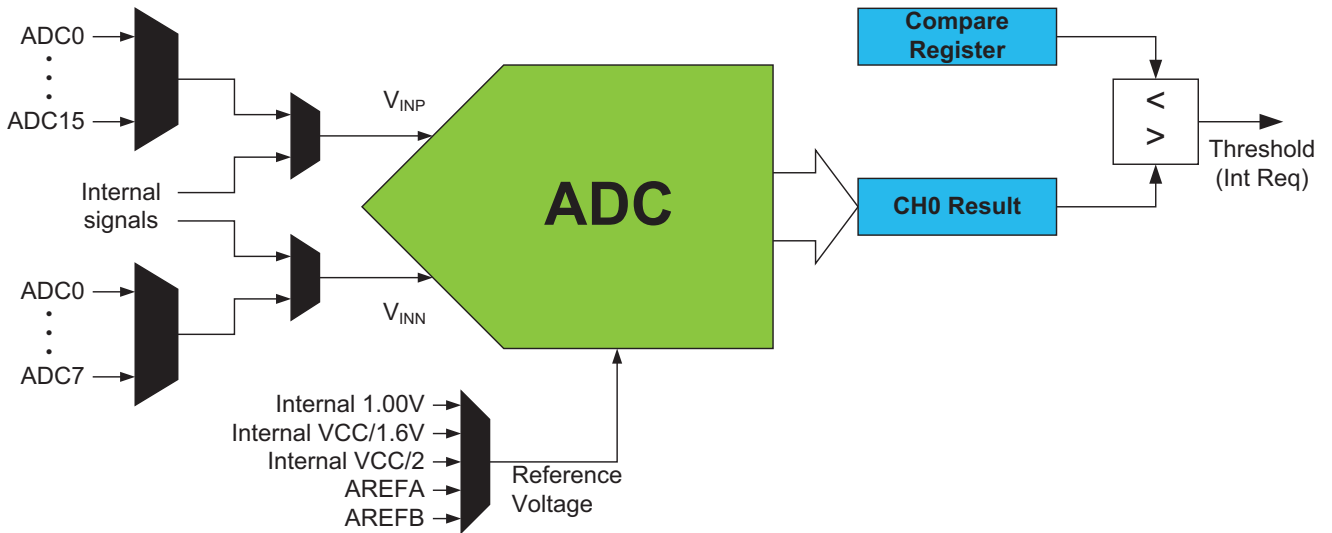 ADC0
ADC15
Internal
signals
ADC0
ADC7
VINP
VINN
ADC
Internal 1.00V
Internal VCC/1.6V
Internal VCC/2
AREFA
AREFB
Reference
Voltage
Compare
Register
CH0 Result
<
>
Threshold
(Int Req)